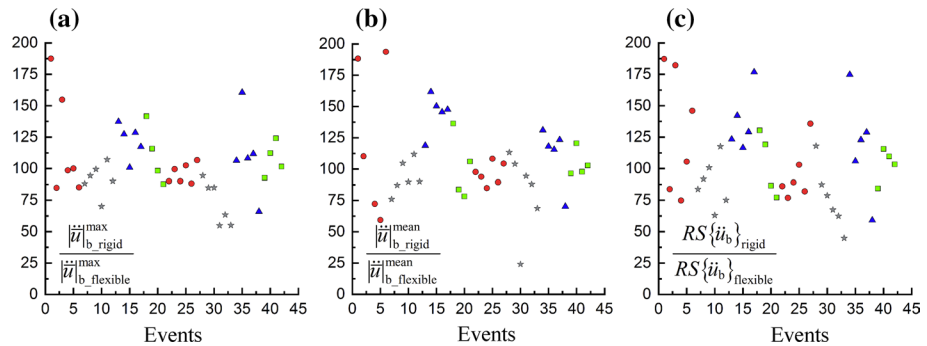 (a) (b) (c)
200 200 200
175 175 175
150 150 150
125 125 125
100 100 100
75 75 75
50 50 50
25 25 25
0 0 0
|ü|max b_rigid
|ü|max b_flexible
|ü|mean b_rigid
|ü|mean b_flexible
RS{üb}rigid
RS{üb}flexible
0 5 10 15 20 25 30 35 40 45
0 5 10 15 20 25 30 35 40 45
0 5 10 15 20 25 30 35 40 45
Events Events Events